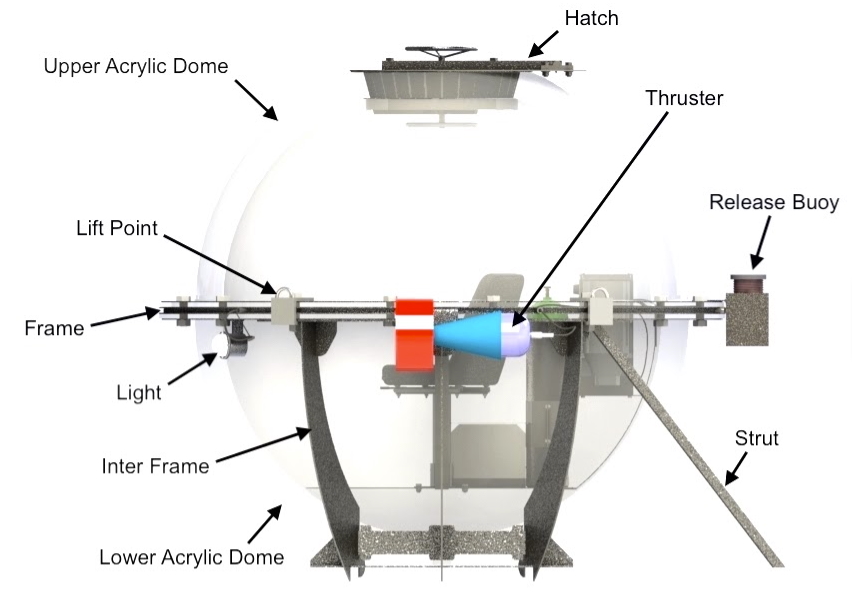 Hatch
Upper Acrylic Dome
Thruster
Release Buoy
Lift Point
Frame
Light
Strut
Inter Frame
Lower Acrylic Dome